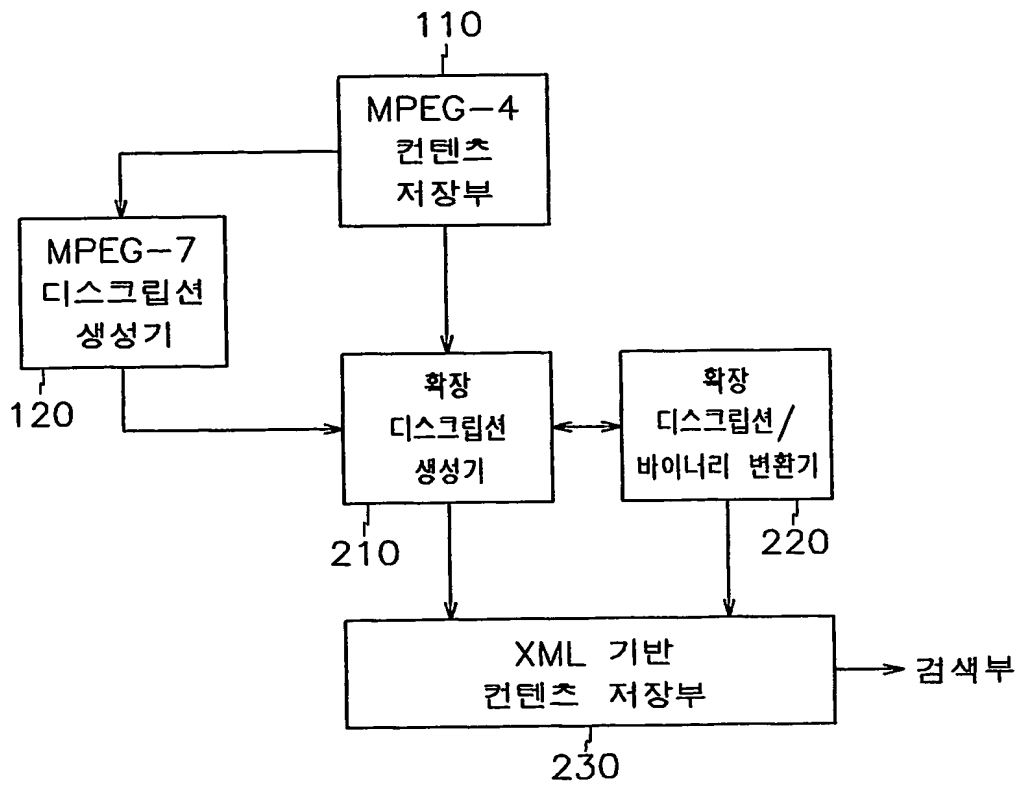 110
MPEG-4
컨텐츠
저장부
MPEG-7
디스크립션
생성기
120
확장
디스크립션
생성기
210
확장
디스크립션/
바이너리 변환기
220
XML 기반
컨텐츠 저장부
230
검색부